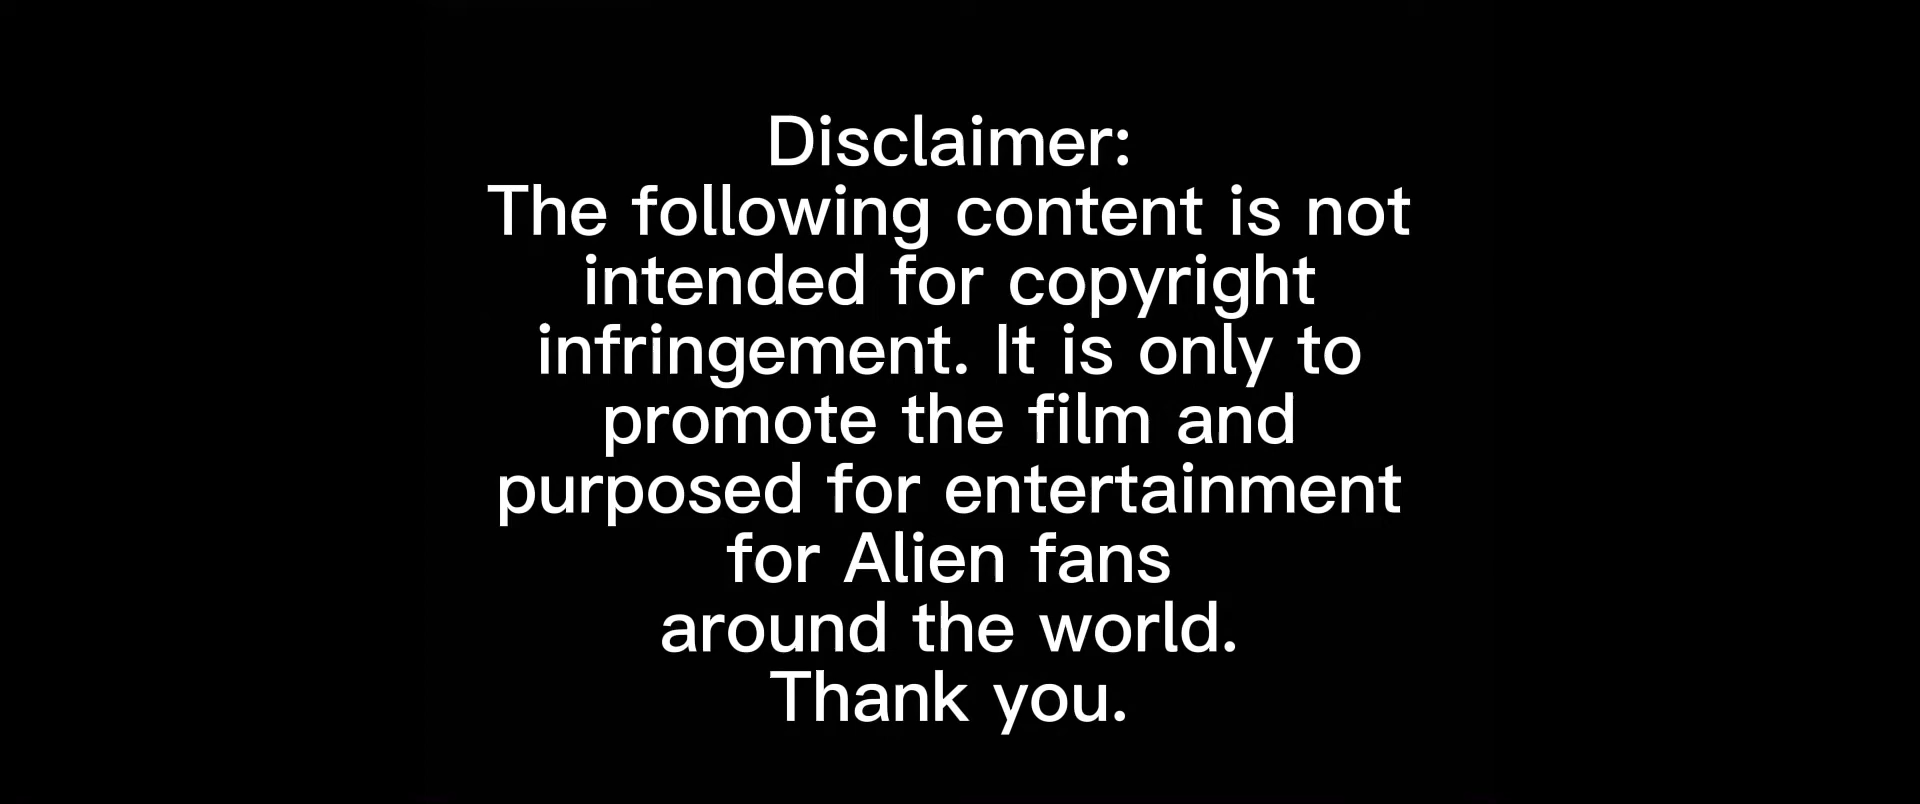 Disclaimer:
The following content is not
intended for copyright
infringement. It is only to
promote the film and
purposed for entertainment
for Alien fans
around the world.
Thank you.